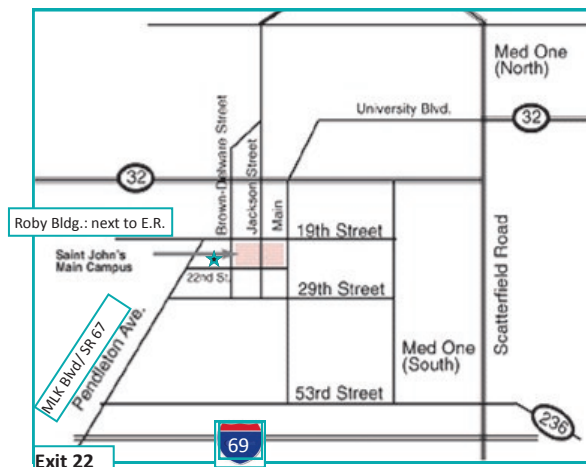 Med One
(North)
University Blvd.
32
32
Brown-Delware Street
Jackson Street
Main
Roby Bldg.: next to E.R.
19th Street
Saint John's
Main Campus
22nd St.
29th Street
Scatterfield Road
MLK Blvd/ SR 67
Pendleton Ave.
Med One
(South)
53rd Street
236
69
Exit 22